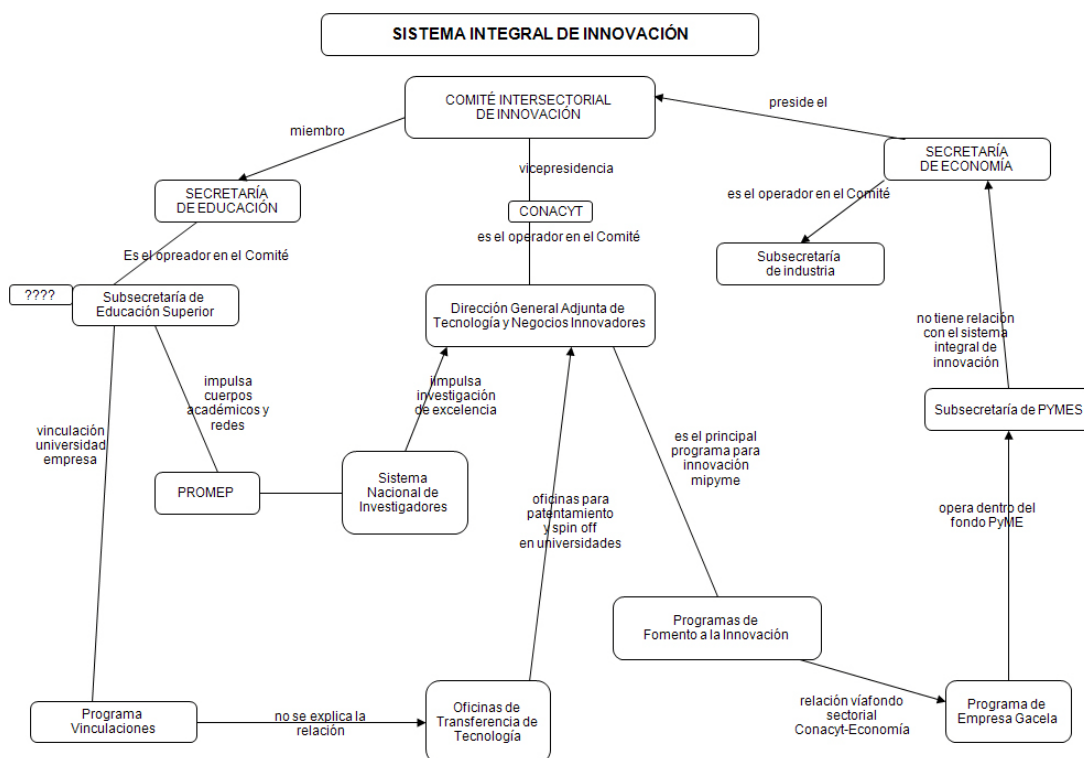 SISTEMA INTEGRAL DE INNOVACIÓN
COMITÉ INTERSECTORIAL
DE INNOVACIÓN
preside el
miembro
SECRETARÍA
DE ECONOMÍA
vicepresidencia
SECRETARÍA
DE EDUCACIÓN
es el operador en el Comité
CONACYT
es el operador en el Comité
Es el opreador en el Comité
Subsecretaría
de industria
????
Subsecretaría de
Educación Superior
Dirección General Adjunta de
Tecnología y Negocios Innovadores
no tiene relación
con el sistema
integral de
innovación
impulsa
cuerpos
académicos y
redes
iimpulsa
investigación
de excelencia
Subsecretaría de PYMES
vinculación
universidad
empresa
es el principal
programa para
innovación
mipyme
PROMEP
Sistema
Nacional de
Investigadores
oficinas para
patentamiento
y spin off
en universidades
opera dentro del
fondo PyME
Programas de
Fomento a la Innovación
Programa
Vinculaciones
no se explica la
relación
Oficinas de
Transferencia de
Tecnología
relación víafondo
sectorial
Conacyt-Economía
Programa de
Empresa Gacela